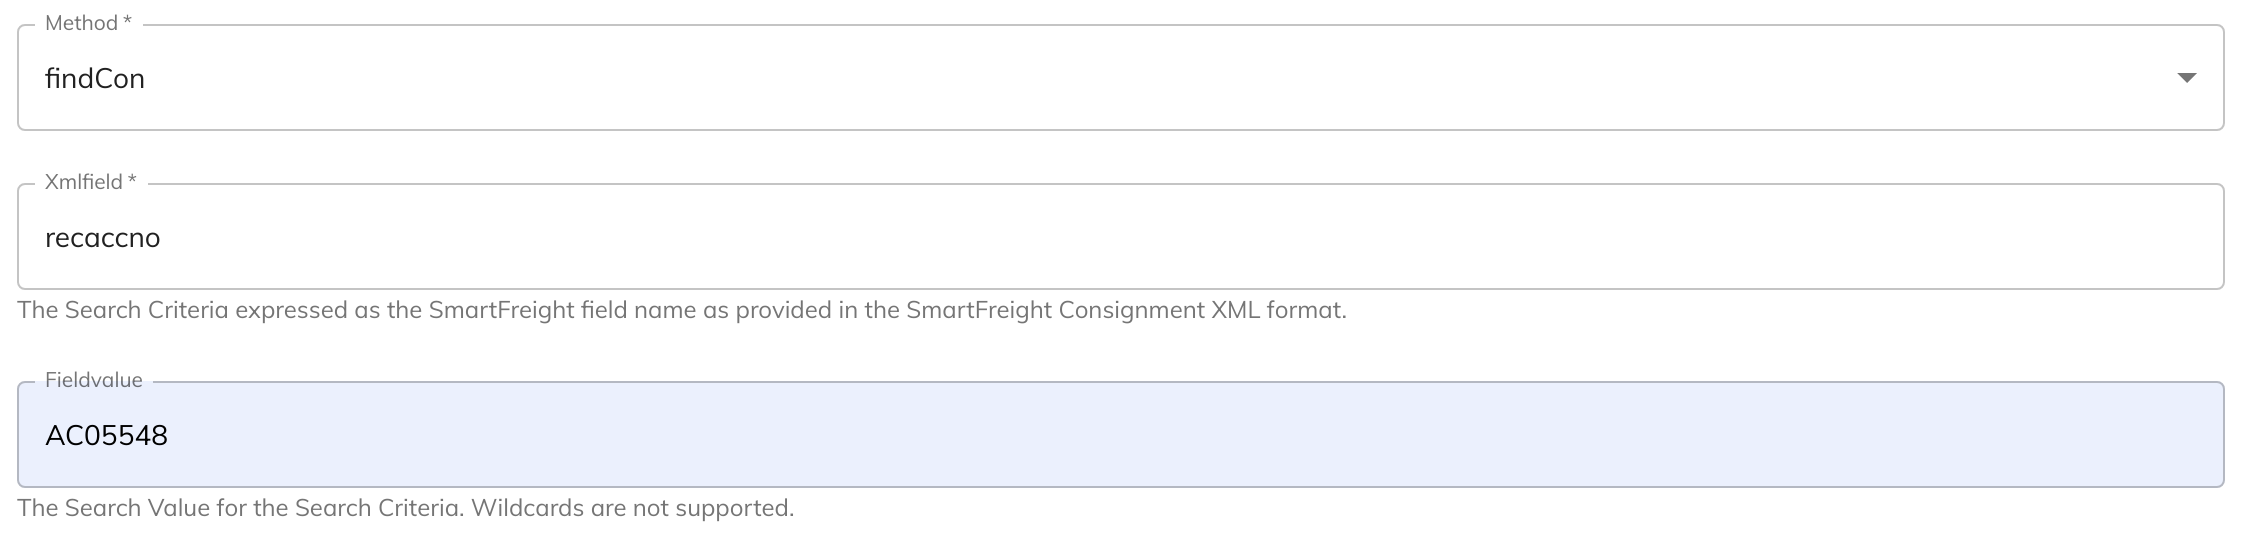 Method *
findCon
Xmlfield *
recaccno
The Search Criteria expressed as the SmartFreight field name as provided in the SmartFreight Consignment XML format.
Fieldvalue
AC05548
The Search Value for the Search Criteria. Wildcards are not supported.